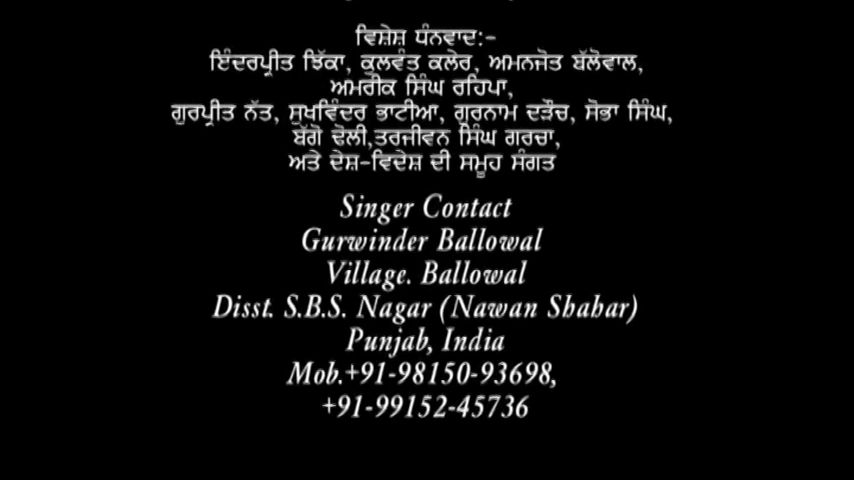 ਵਿਸ਼ੇਸ਼ ਧੰਨਵਾਦ:-
ਇੰਦਰਪ੍ਰੀਤ ਝਿੱਕਾ, ਕੁਲਵੰਤ ਕਲੇਰ, ਅਮਨਜੋਤ ਬੱਲੋਵਾਲ,
ਅਮਰੀਕ ਸਿੰਘ ਰਹਿਪਾ,
ਗੁਰਪ੍ਰੀਤ ਨੱਤ, ਸੁਖਵਿੰਦਰ ਭਾਟੀਆ, ਗੁਰਨਾਮ ਦੜੌਚ, ਸੋਭਾ ਸਿੰਘ,
ਬੱਗੋ ਢੋਲੀ,ਤਰਜੀਵਨ ਸਿੰਘ ਗਰਚਾ,
ਅਤੇ ਦੇਸ਼-ਵਿਦੇਸ਼ ਦੀ ਸਮੂਹ ਸੰਗਤ
Singer Contact
Gurwinder Ballowal
Village. Ballowal
Disst. S.B.S. Nagar (Nawan Shahar)
Punjab, India
Mob.+91-98150-93698,
+91-99152-45736